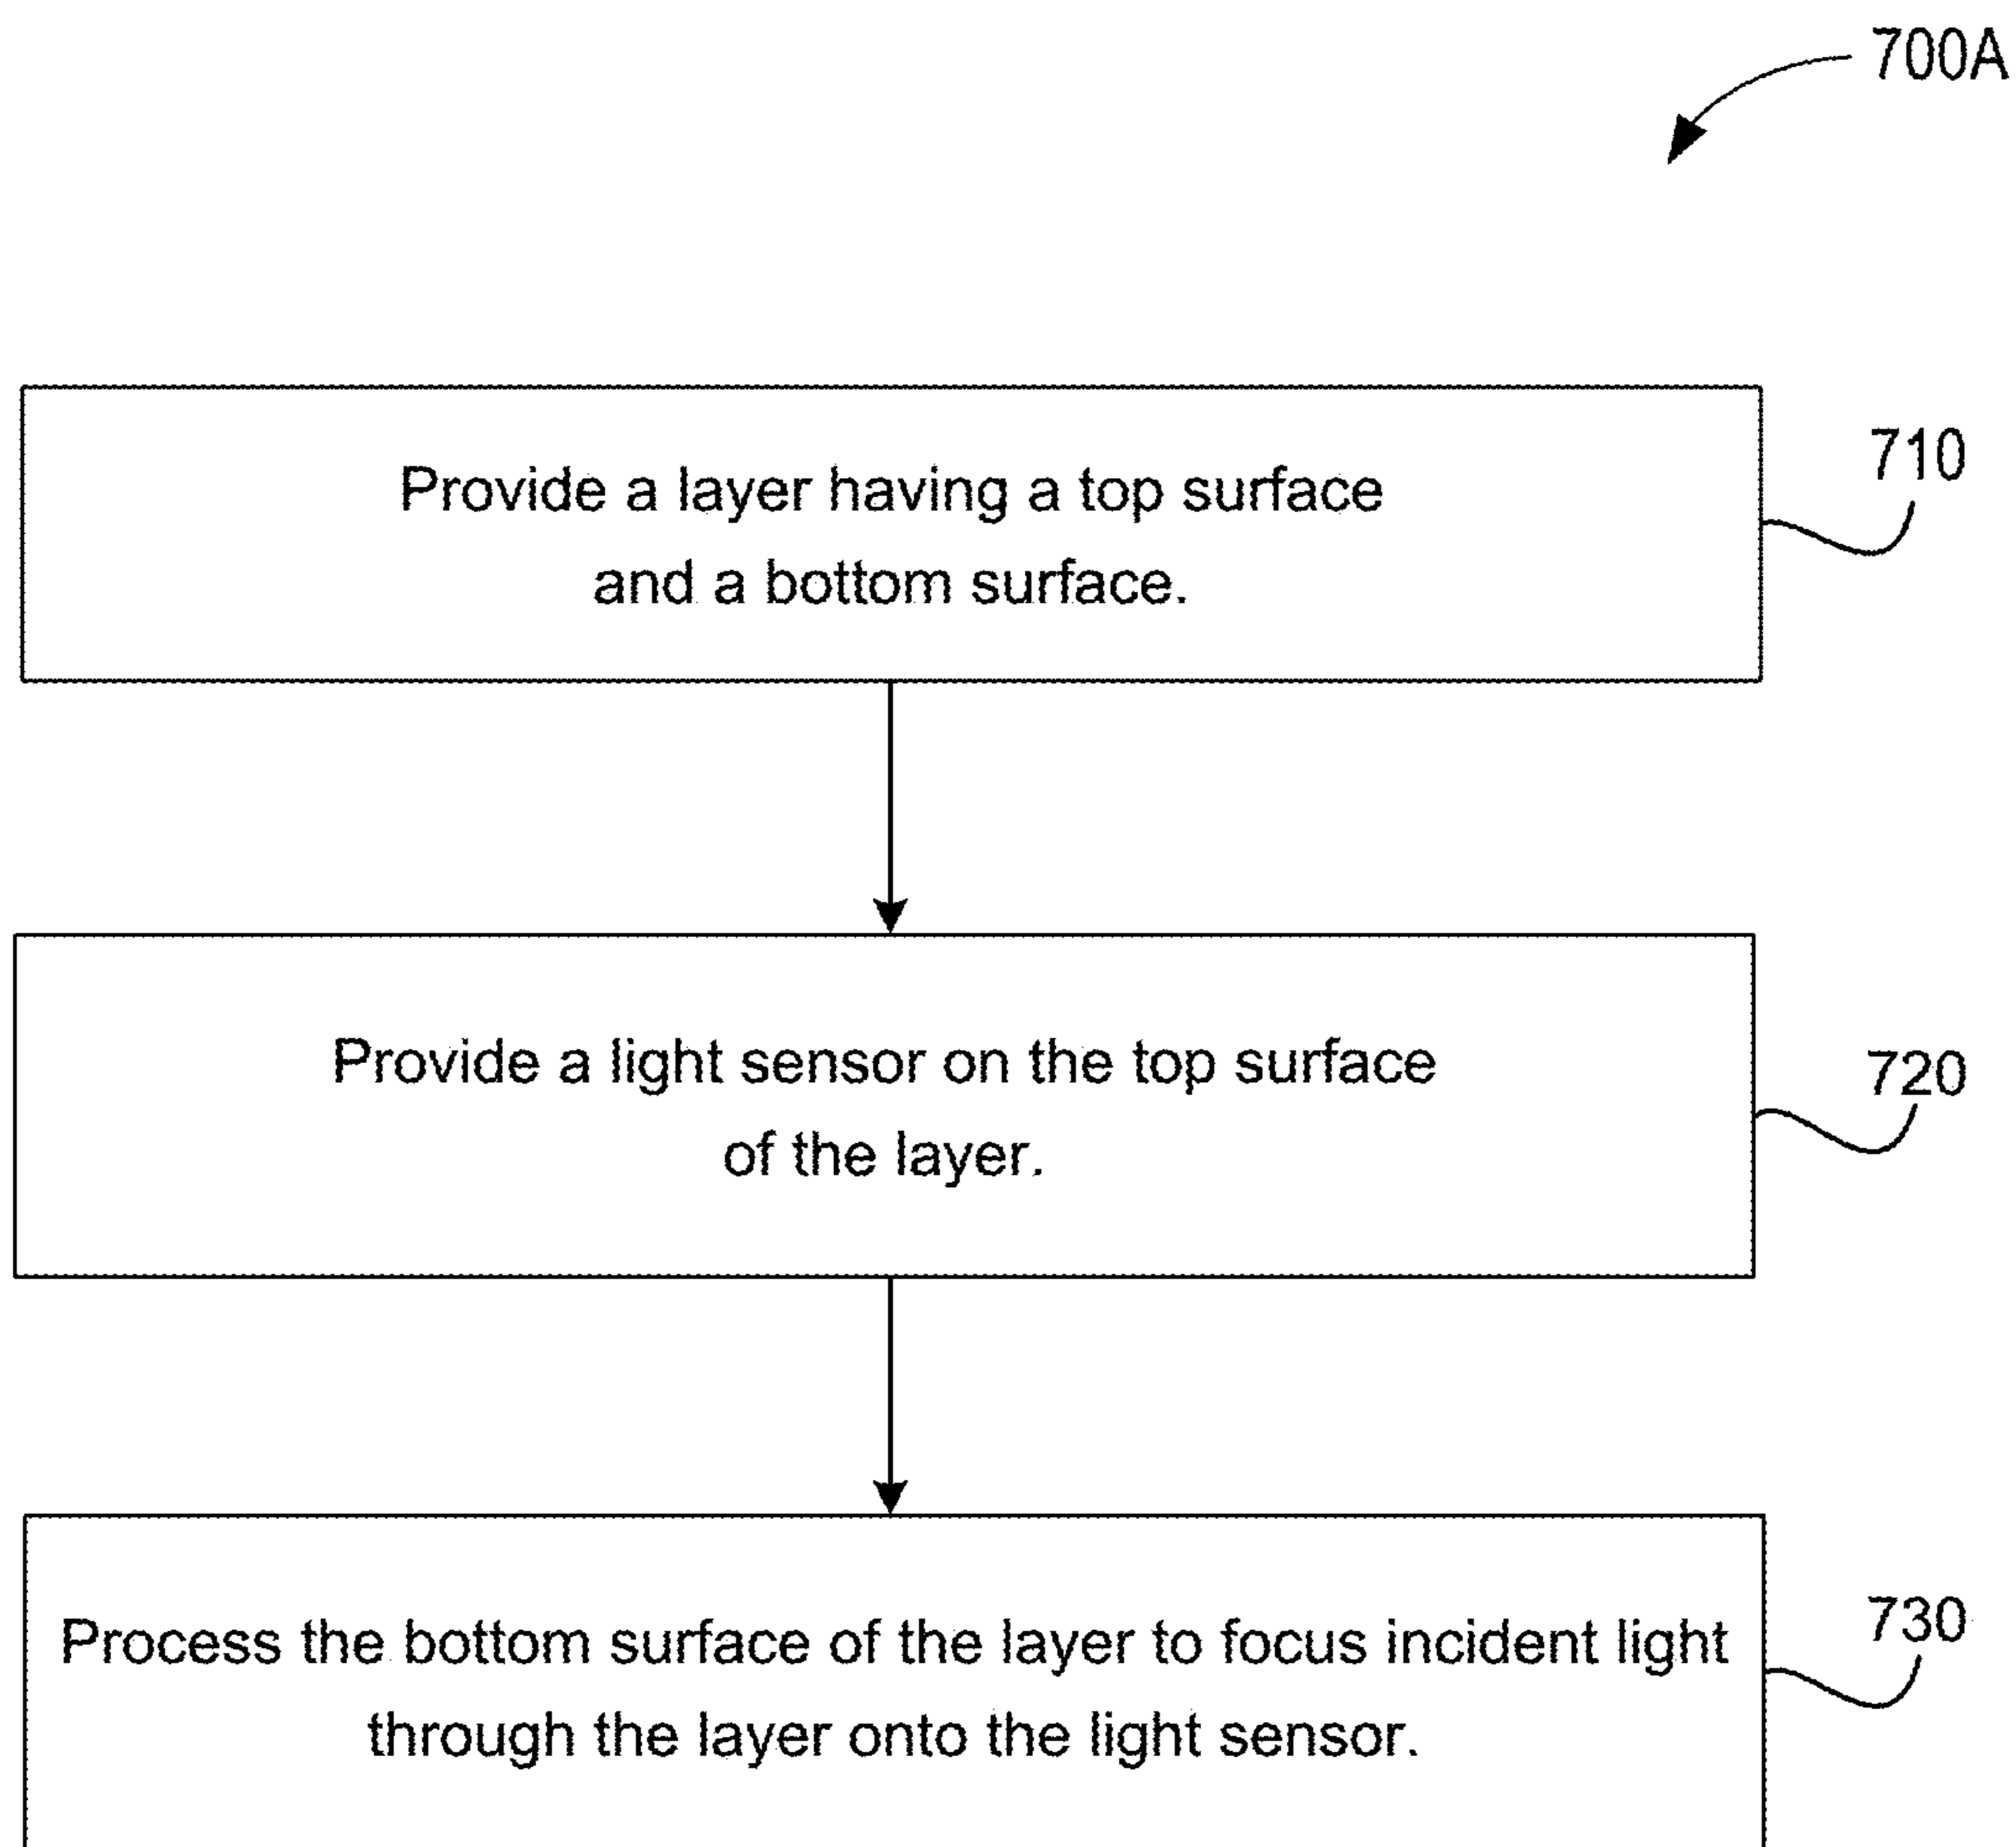 700A
Provide a layer having a top surface
and a bottom surface.
710
Provide a light sensor on the top surface
of the layer.
720
Process the bottom surface of the layer to focus incident light
through the layer onto the light sensor.
730